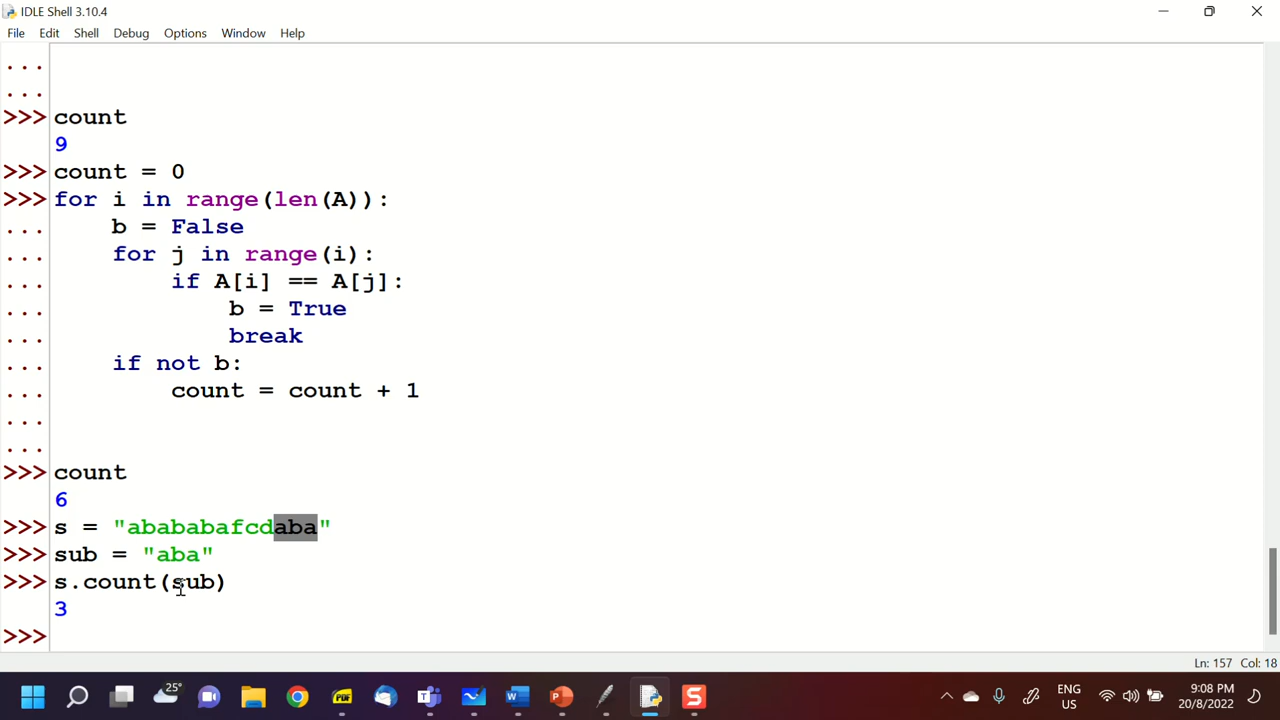 IDLE Shell 3.10.4
File Edit Shell Debug Options Window Help
...
...
>>> count
9
>>> count = 0
>>> for i in range(len(A)):
... b = False
... for j in range(i):
... if A[i] == A[j]:
... b = True
... break
... if not b:
... count = count + 1
...
...
>>> count
6
>>> s = "abababafcdaba"
>>> sub = "aba"
>>> s.count(sub)
3
>>>
Ln: 157 Col: 18
25°
PDF
ENG
US
9:08 PM
20/8/2022